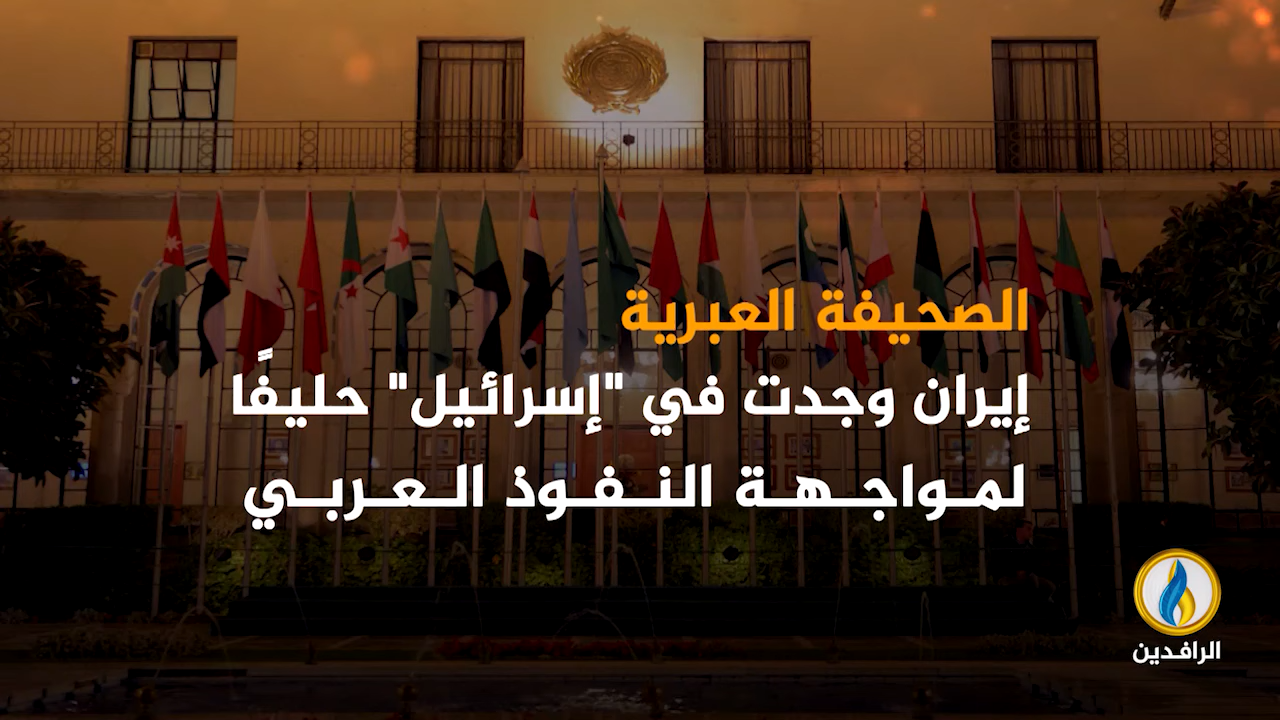 الصحيفة العبرية
إيران وجدت في "إسرائيل" حليفًا
لمواجهة النفوذ العربي
الرافدين